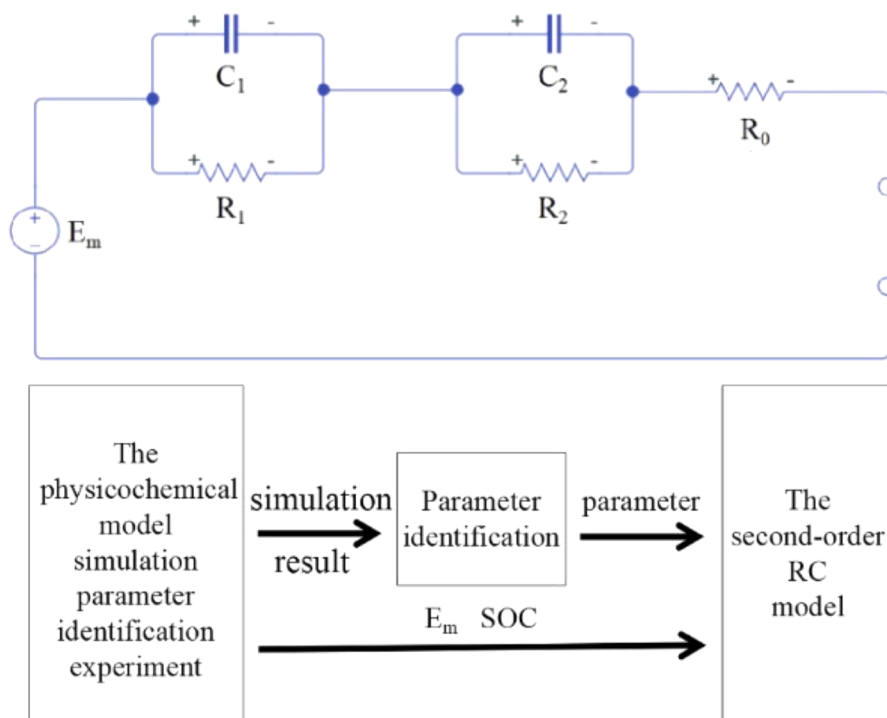 + - + -
C₁ C₂
+ -
R₀
+ - + -
R₁ R₂
+
-
Eₘ
The
physicochemical
model
simulation
parameter
identification
experiment
simulation
result
Parameter
identification
parameter
Eₘ SOC
The
second-order
RC
model